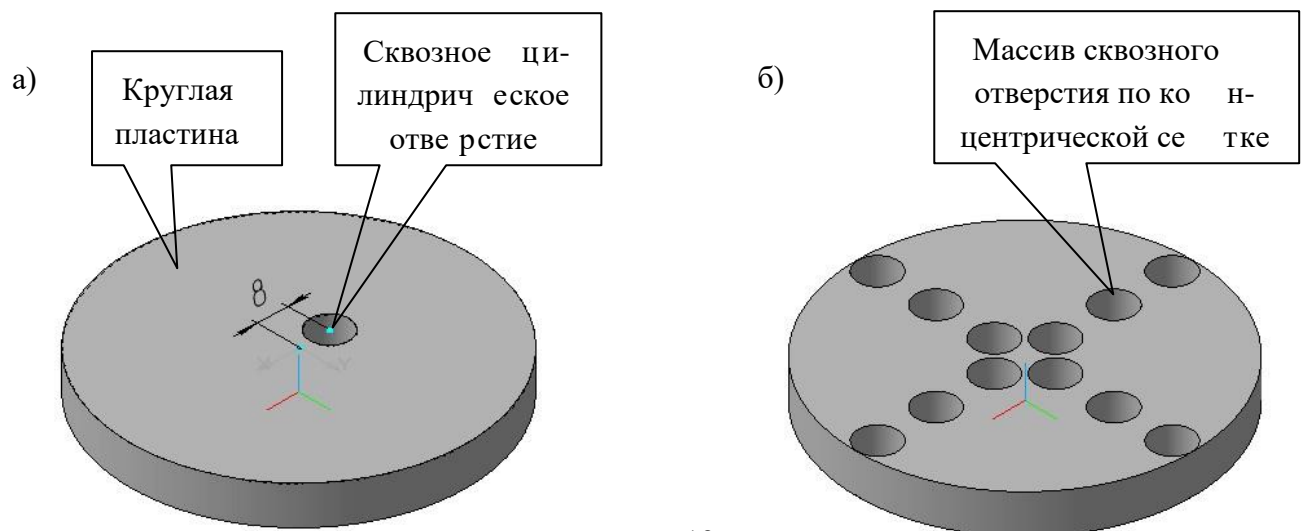 а)
Круглая
пластина
Сквозное ци-
линдрич еское
отве рстие
8
Y
б)
Массив сквозного
отверстия по ко н-
центрической се тке